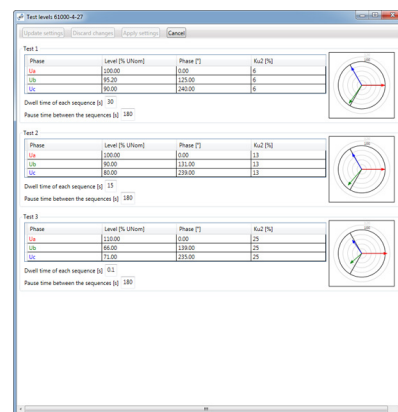 Test levels 61000-4-27
Update settings Discard changes Apply settings Cancel
Test 1
Phase Level [% UNom] Phase [°] Ku2 [%]
Ua 100.00 0.00 6
Ub 95.20 125.00 6
Uc 90.00 240.00 6
Dwell time of each sequence [s] 30
Pause time between the sequences [s] 180
Test 2
Phase Level [% UNom] Phase [°] Ku2 [%]
Ua 100.00 0.00 13
Ub 90.00 131.00 13
Uc 80.00 239.00 13
Dwell time of each sequence [s] 15
Pause time between the sequences [s] 180
Test 3
Phase Level [% UNom] Phase [°] Ku2 [%]
Ua 110.00 0.00 25
Ub 66.00 139.00 25
Uc 71.00 235.00 25
Dwell time of each sequence [s] 0.1
Pause time between the sequences [s] 180